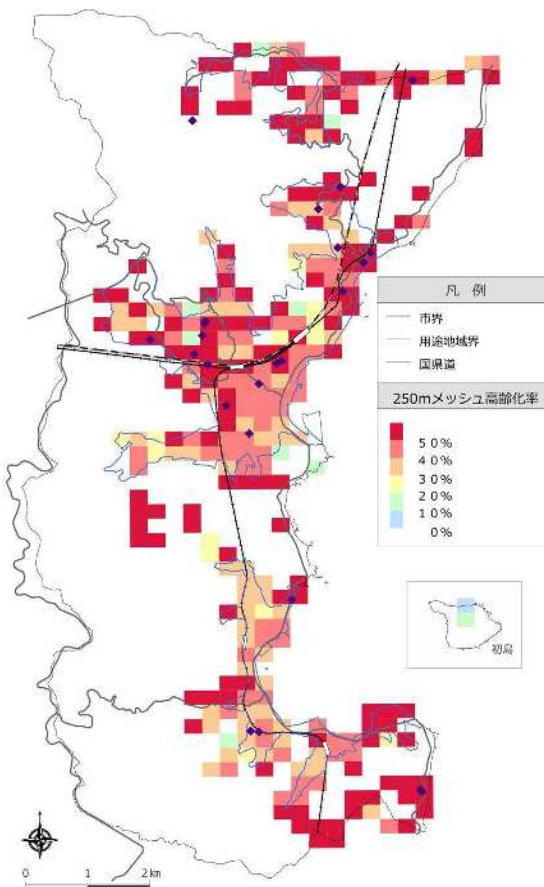 凡 例
市界
用途地域界
国県道
250mメッシュ高齢化率
50%
40%
30%
20%
10%
0%
初島
0 1 2km